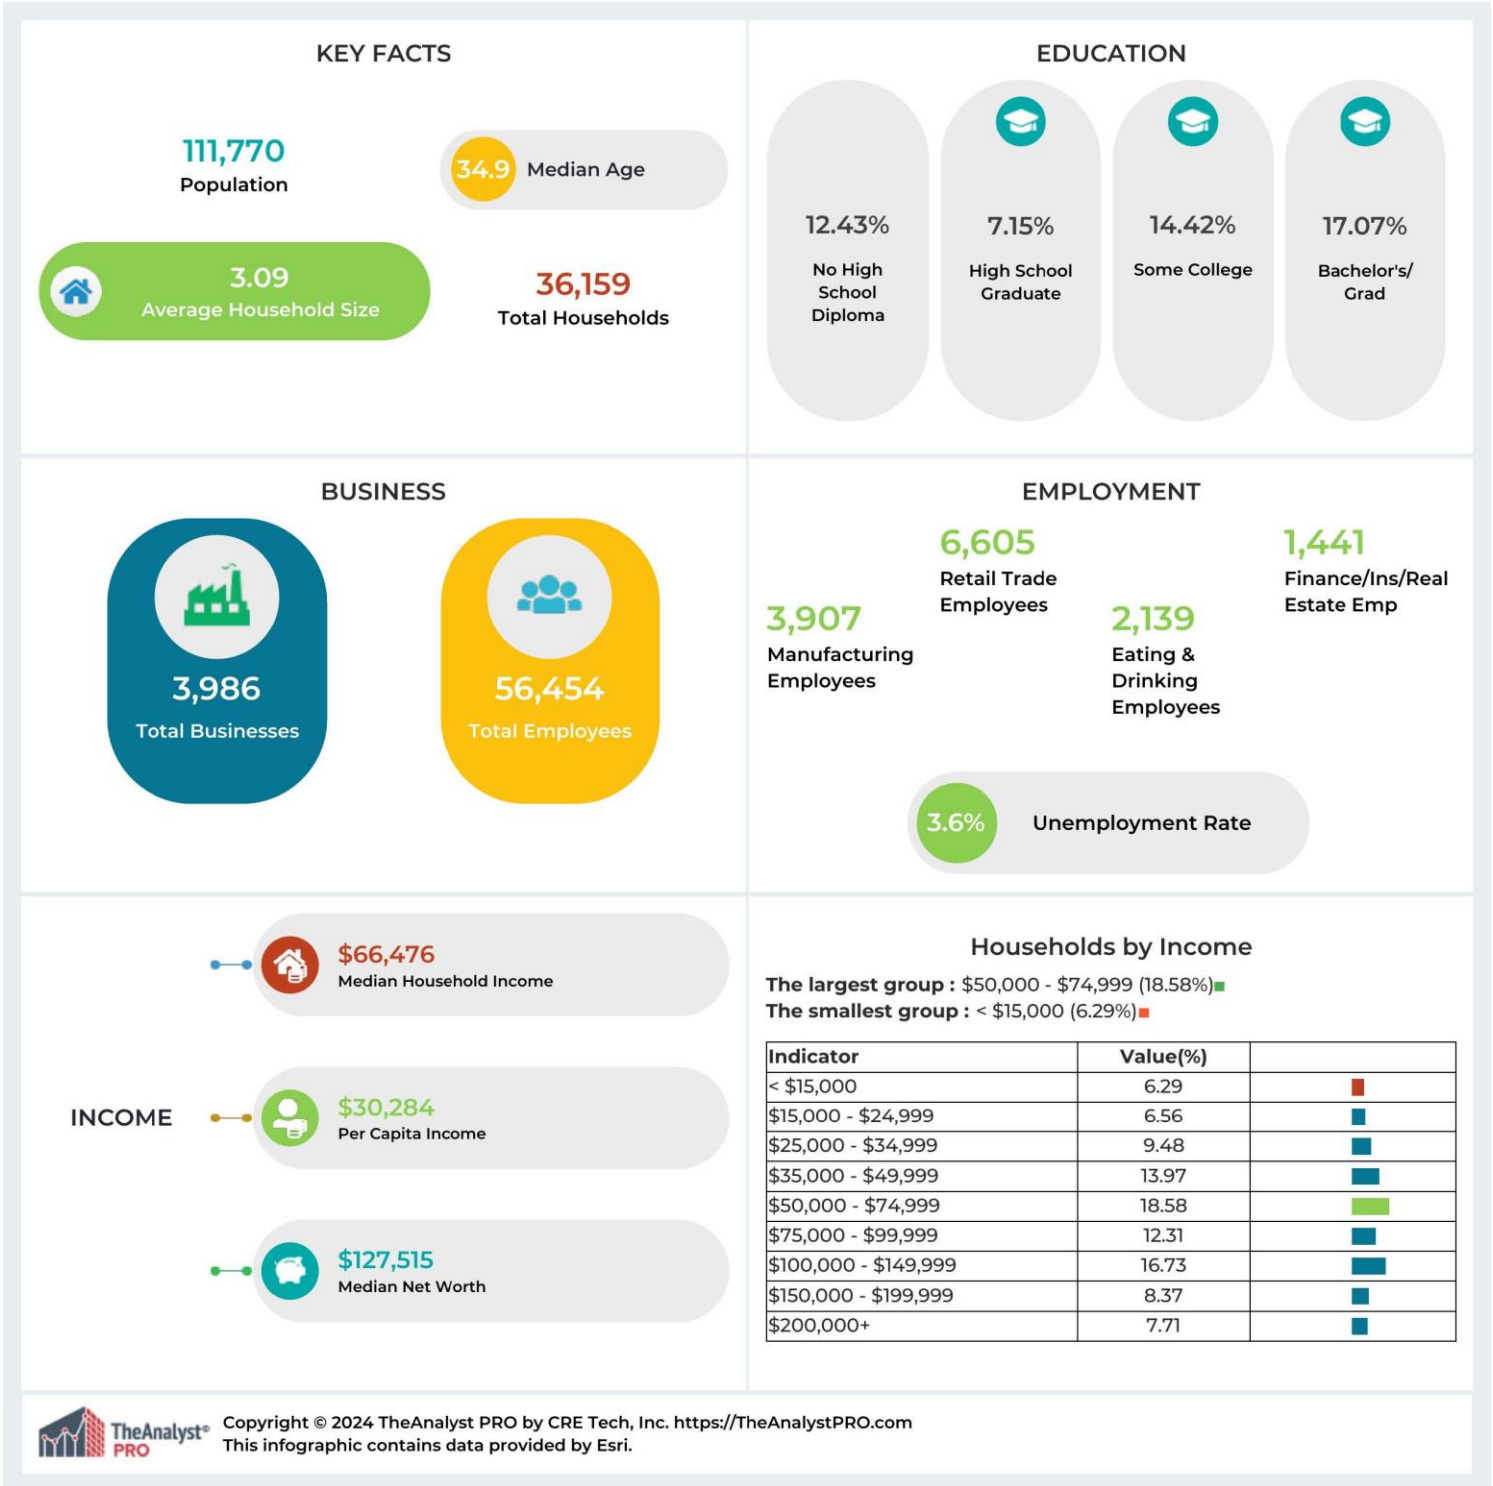 KEY FACTS
111,770
Population
34.9 Median Age
3.09
Average Household Size
36,159
Total Households
EDUCATION
12.43%
No High
School
Diploma
7.15%
High School
Graduate
14.42%
Some College
17.07%
Bachelor's/
Grad
BUSINESS
3,986
Total Businesses
56,454
Total Employees
EMPLOYMENT
3,907
Manufacturing
Employees
6,605
Retail Trade
Employees
2,139
Eating &
Drinking
Employees
1,441
Finance/Ins/Real
Estate Emp
3.6% Unemployment Rate
INCOME
$66,476
Median Household Income
$30,284
Per Capita Income
$127,515
Median Net Worth
Households by Income
The largest group : $50,000 - $74,999 (18.58%)
The smallest group : < $15,000 (6.29%)
Indicator Value(%)
< $15,000 6.29
$15,000 - $24,999 6.56
$25,000 - $34,999 9.48
$35,000 - $49,999 13.97
$50,000 - $74,999 18.58
$75,000 - $99,999 12.31
$100,000 - $149,999 16.73
$150,000 - $199,999 8.37
$200,000+ 7.71
TheAnalyst®
PRO
Copyright © 2024 TheAnalyst PRO by CRE Tech, Inc. https://TheAnalystPRO.com
This infographic contains data provided by Esri.